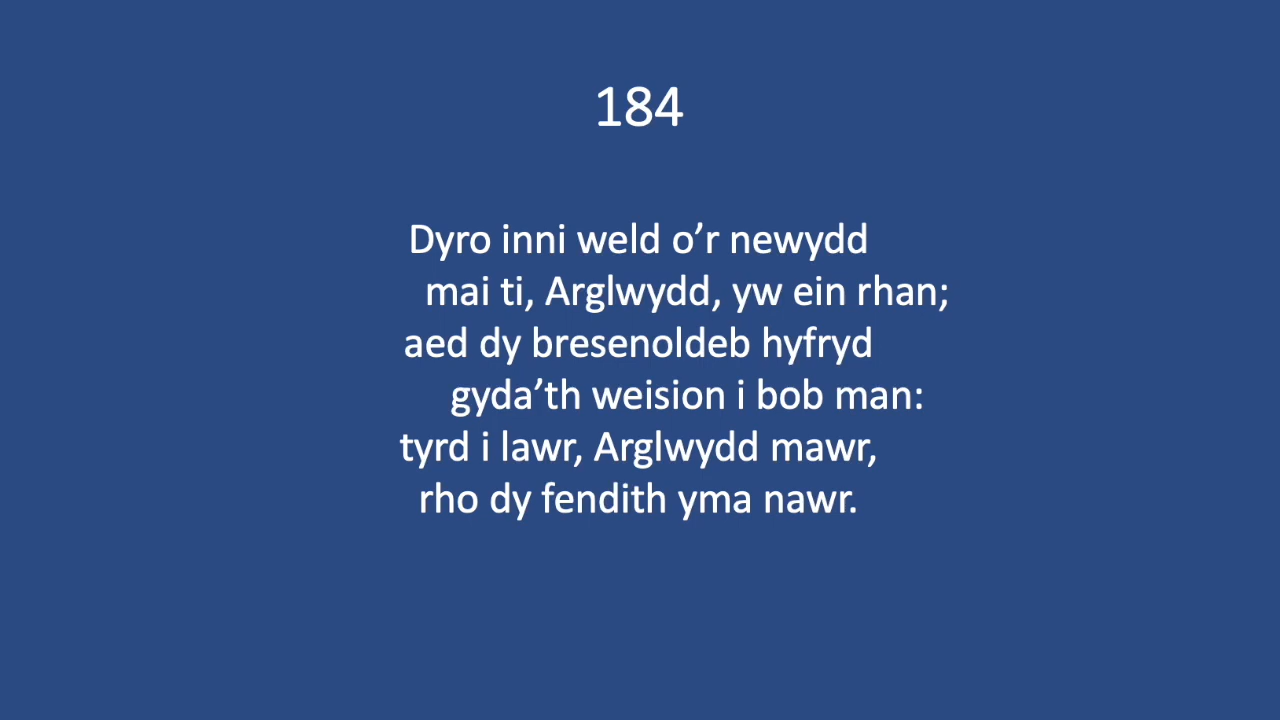 184
Dyro inni weld o’r newydd
mai ti, Arglwydd, yw ein rhan;
aed dy bresenoldeb hyfryd
gyda’th weision i bob man:
tyrd i lawr, Arglwydd mawr,
rho dy fendith yma nawr.